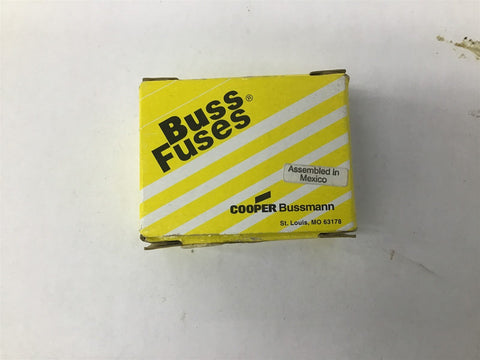 Buss®
Fuses
Assembled in
Mexico
COOPER Bussmann
St. Louis, MO 63178